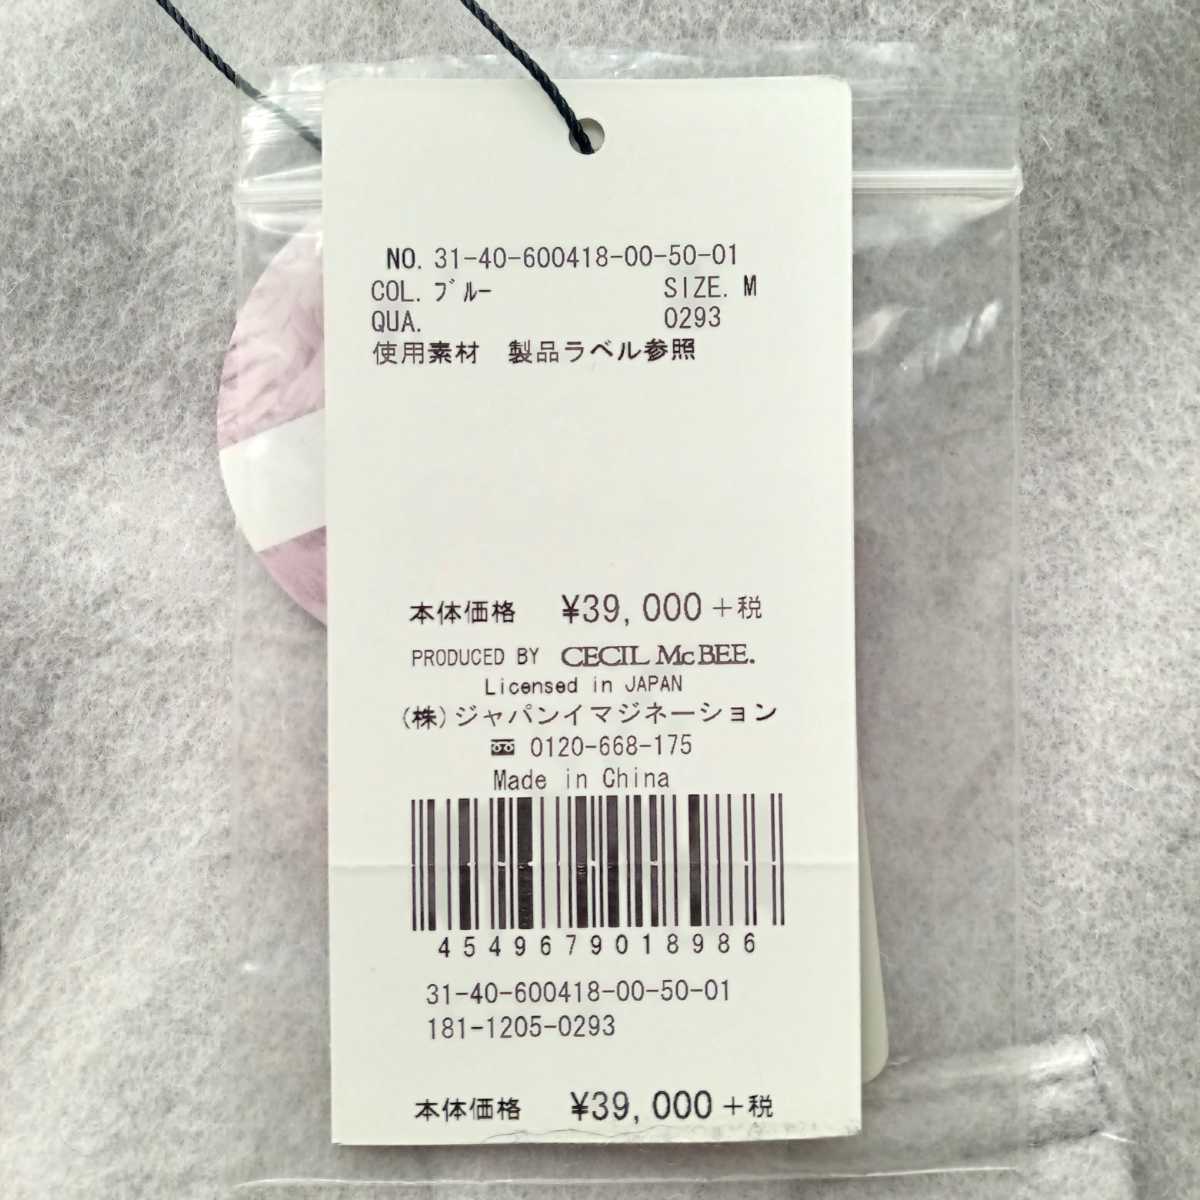 NO. 31-40-600418-00-50-01
COL. ブルー SIZE. M
QUA. 0293
使用素材 製品ラベル参照
本体価格 ¥39,000+税
PRODUCED BY CECIL McBEE.
Licensed in JAPAN
(株)ジャパンイマジネーション
0120-668-175
Made in China
4549679018986
31-40-600418-00-50-01
181-1205-0293
本体価格 ¥39,000+税